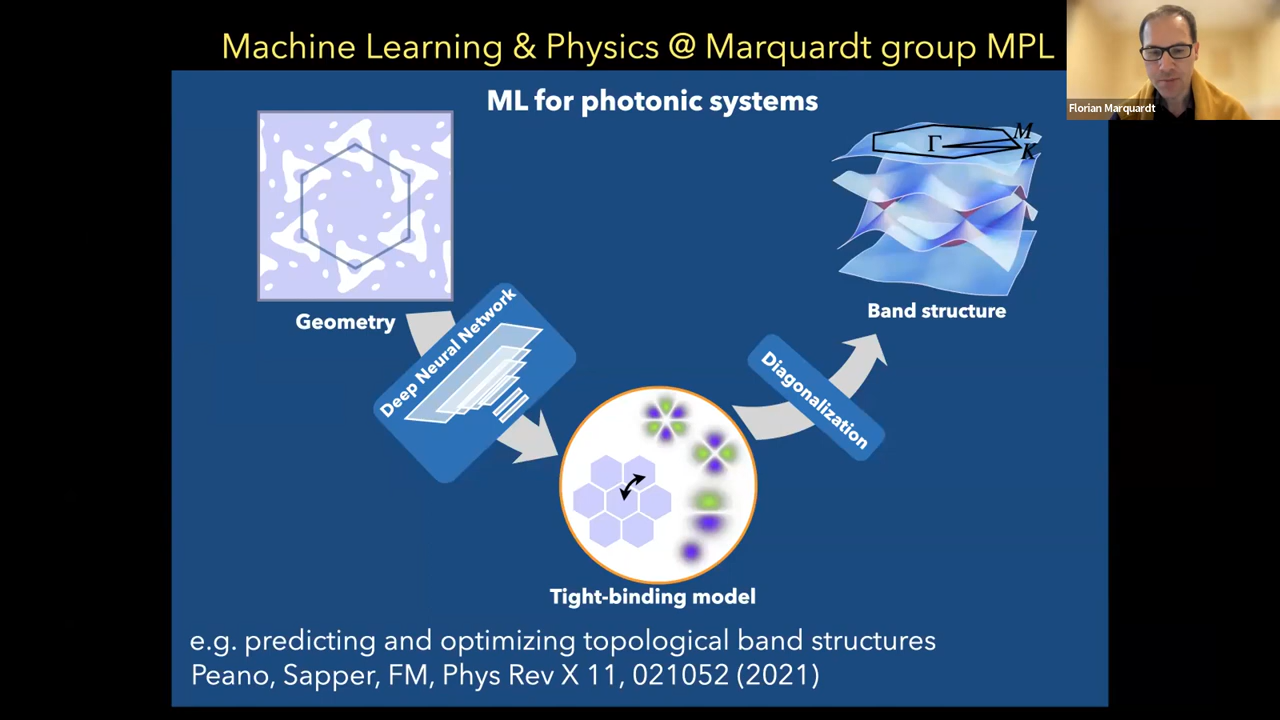 Machine Learning & Physics @ Marquardt group MPL
Florian Marquardt
ML for photonic systems
Γ
M
K
Geometry
Deep Neural Network
Band structure
Diagonalization
Tight-binding model
e.g. predicting and optimizing topological band structures
Peano, Sapper, FM, Phys Rev X 11, 021052 (2021)